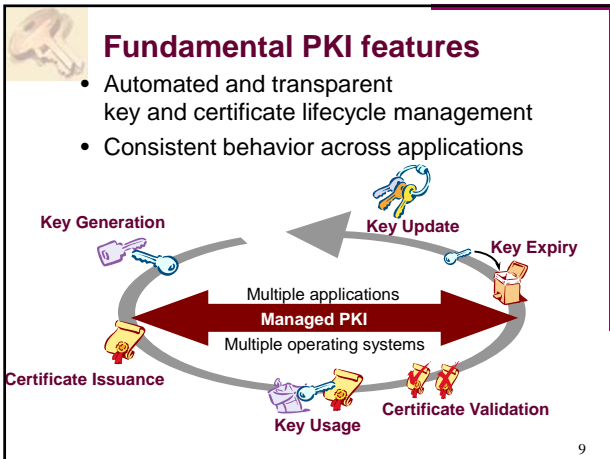 Fundamental PKI features
• Automated and transparent
key and certificate lifecycle management
• Consistent behavior across applications
Key Generation
Key Update
Key Expiry
Multiple applications
Managed PKI
Multiple operating systems
Certificate Issuance
Certificate Validation
Key Usage
9